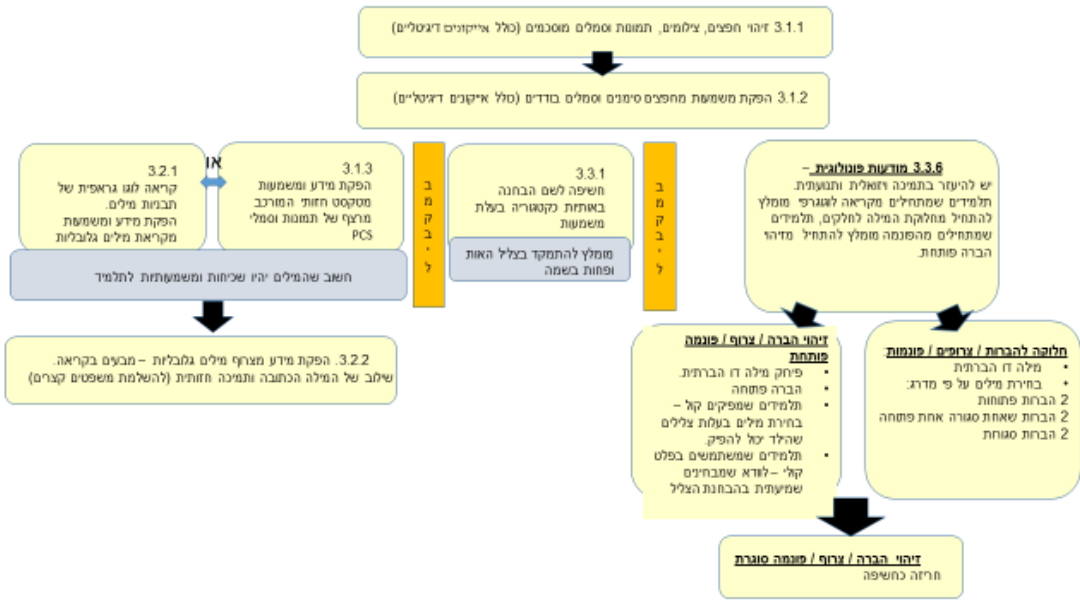 3.1.1 זיהוי חפצים, צילומים, תמונות וסמלים מוסכמים (כולל אייקונים דיגיטליים)
3.1.2 הפקת משמעות מחפצים סימנים וסמלים בודדים (כולל אייקונים דיגיטליים)
3.3.6 מודעות פונולוגית –
יש להיעזר בתמיכה ויזואלית ותנועתית.
תלמידים שמתחילים מקריאה לוגוגרפי מומלץ
להתחיל מחלוקת המילה לחלקים, תלמידים
שמתחילים מהפונמה מומלץ להתחיל מזיהוי
הברה פותחת.
במקביל
3.3.1
חשיפה לשם הבחנה
באותיות כקטגוריה בעלת
משמעות
מומלץ להתמקד בצליל האות
ופחות בשמה
במקביל
3.1.3
הפקת מידע ומשמעות
מטקסט חזותי המורכב
מרצף של תמונות וסמלי
PCS
או
3.2.1
קריאה לוגו גראפית של
תבניות מילים.
הפקת מידע ומשמעות
מקריאת מילים גלובליות
חשוב שהמילים יהיו שכיחות ומשמעותיות לתלמיד
3.2.2. הפקת מידע מצרוף מילים גלובליות – מבעים בקריאה.
שילוב של המילה הכתובה ותמיכה חזותית (להשלמת משפטים קצרים)
חלוקה להברות / צרופים / פונמות:
• מילה דו הברתית
• בחירת מילים על פי מדרג:
2 הברות פתוחות
2 הברות שאחת סגורה אחת פתוחה
2 הברות סגורות
זיהוי הברה / צרוף / פונמה
פותחת
• פירוק מילה דו הברתית.
• הברה פתוחה
• תלמידים שמפיקים קול –
בחירת מילים בעלות צלילים
שהילד יכול להפיק.
• תלמידים שמשתמשים בפלט
קולי – לוודא שמבחינים
שמיעתית בהבחנת הצליל
זיהוי הברה / צרוף / פונמה סוגרת
חריזה כחשיפה